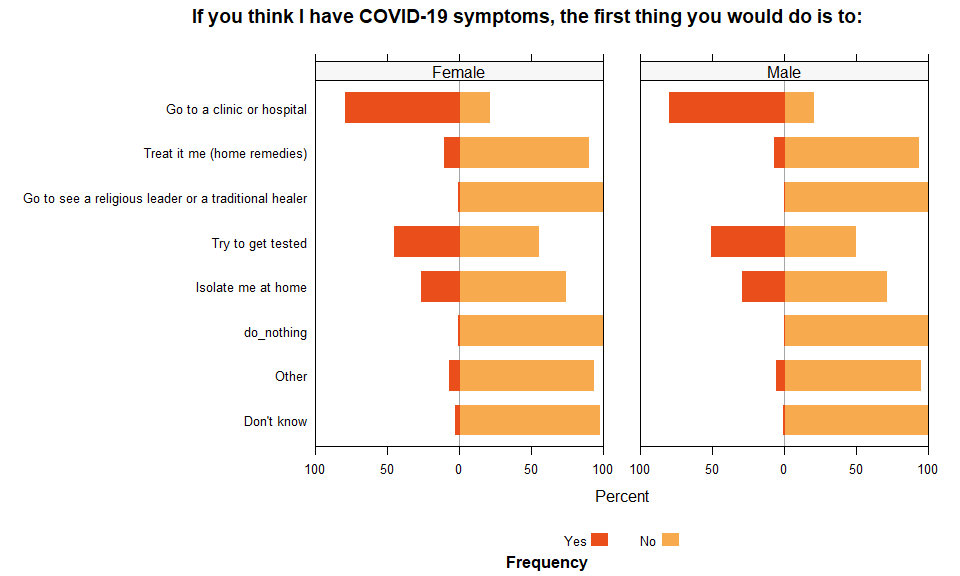 If you think I have COVID-19 symptoms, the first thing you would do is to:
Female Male
Go to a clinic or hospital
Treat it me (home remedies)
Go to see a religious leader or a traditional healer
Try to get tested
Isolate me at home
do_nothing
Other
Don't know
100 50 0 50 100 100 50 0 50 100
Percent
Yes No
Frequency